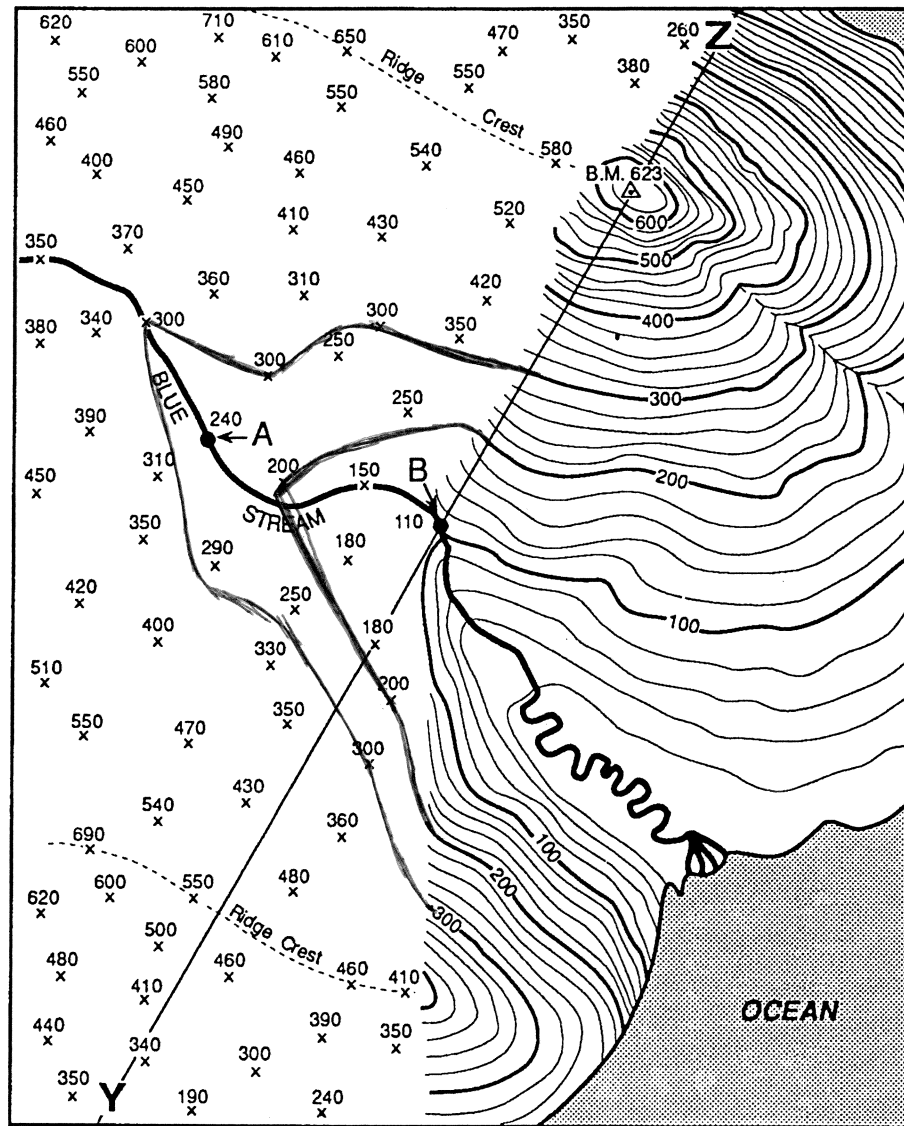 620 710 350
600 610 650 470 260 Z
550 580 550 550 380
Ridge
Crest
460 490 540 580
400 460 B.M. 623
450 520 600
370 410 430
350 500
360 310 420
300 340 300 350 400
380 300 250
BLUE 250 300
390 240 A
310 200 150 B 200
450 STREAM 110
350 290 180
420 250 180 100
400 330
510 200
550 470 350 300
540 430 360 100
690
600 550 480 200
620 Ridge Crest 300
500
480 460 460 410
410 OCEAN
440 390 350
340 300
350 Y 190 240